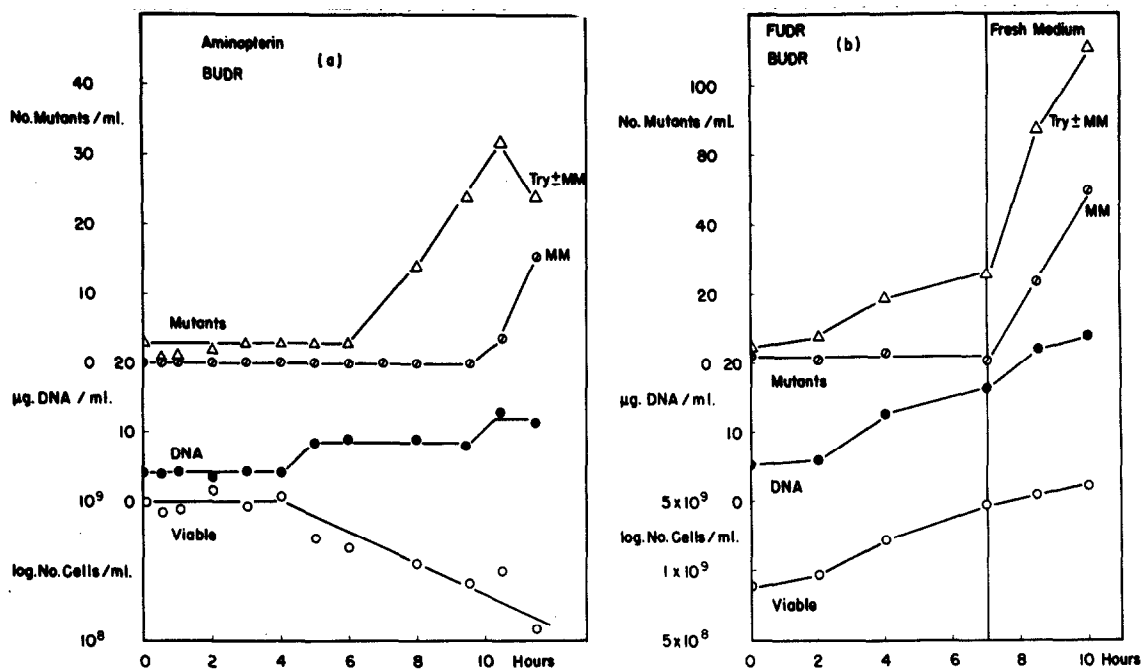 Aminopterin
(a)
BUDR
40
No. Mutants / ml.
30
20
10
0
Try ± MM
MM
Mutants
20
µg. DNA / ml.
10
0
DNA
10⁹
Viable
log. No. Cells / ml.
10⁸
0 2 4 6 8 10 Hours
FUDR
(b)
BUDR
Fresh Medium
100
No. Mutants / ml.
80
40
20
0
Try ± MM
MM
Mutants
20
µg. DNA / ml.
10
0
DNA
5 x 10⁹
log. No. Cells / ml.
1 x 10⁹
Viable
5 x 10⁸
0 2 4 6 8 10 Hours